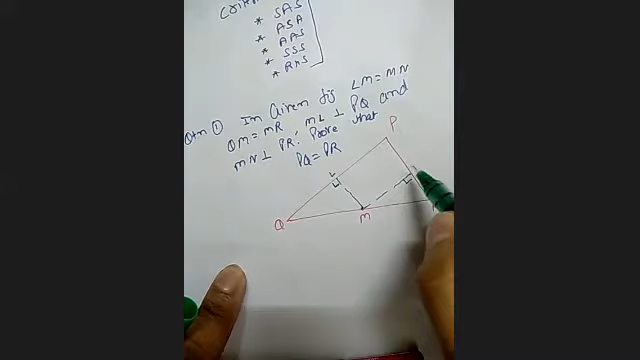 Criter
* SAS
* ASA
* AAS
* SSS
* RHS
Qtn ① In Given fig LM = MN
QM = MR, ML ⊥ PQ and
MN ⊥ PR. Prove that
PQ = PR
P
L
Q
M